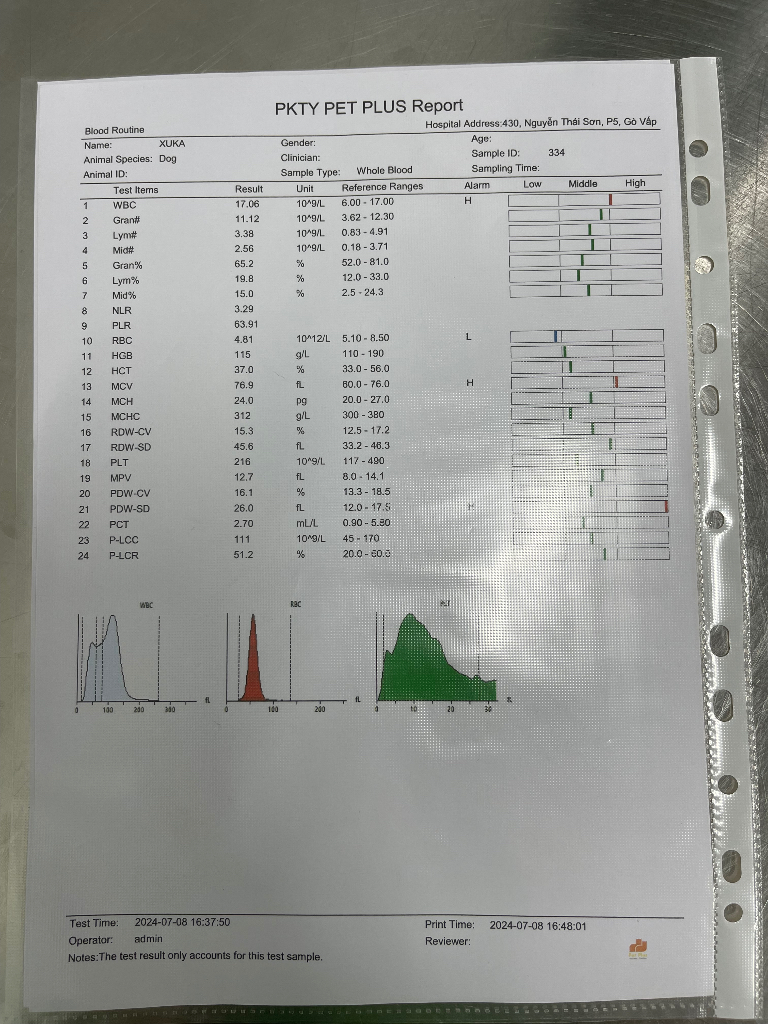 PKTY PET PLUS Report
Blood Routine Hospital Address:430, Nguyễn Thái Sơn, P5, Gò Vấp
Name: XUKA Gender: Age:
Animal Species: Dog Clinician: Sample ID: 334
Animal ID: Sample Type: Whole Blood Sampling Time:
Test Items Result Unit Reference Ranges Alarm Low Middle High
1 WBC 17.06 10^9/L 6.00 - 17.00 H
2 Gran# 11.12 10^9/L 3.62 - 12.30
3 Lym# 3.38 10^9/L 0.83 - 4.91
4 Mid# 2.56 10^9/L 0.18 - 3.71
5 Gran% 65.2 % 52.0 - 81.0
6 Lym% 19.8 % 12.0 - 33.0
7 Mid% 15.0 % 2.5 - 24.3
8 NLR 3.29
9 PLR 63.91
10 RBC 4.81 10^12/L 5.10 - 8.50 L
11 HGB 115 g/L 110 - 190
12 HCT 37.0 % 33.0 - 56.0
13 MCV 76.9 fL 60.0 - 76.0 H
14 MCH 24.0 pg 20.0 - 27.0
15 MCHC 312 g/L 300 - 380
16 RDW-CV 15.3 % 12.5 - 17.2
17 RDW-SD 45.6 fL 33.2 - 46.3
18 PLT 216 10^9/L 117 - 490
19 MPV 12.7 fL 8.0 - 14.1
20 PDW-CV 16.1 % 13.3 - 18.5
21 PDW-SD 26.0 fL 12.0 - 17.5 H
22 PCT 2.70 mL/L 0.90 - 5.80
23 P-LCC 111 10^9/L 45 - 170
24 P-LCR 51.2 % 20.0 - 60.0
WBC RBC PLT
0 100 200 300 fL 0 100 200 fL 0 10 20 30 fL
Test Time: 2024-07-08 16:37:50 Print Time: 2024-07-08 16:48:01
Operator: admin Reviewer:
Notes:The test result only accounts for this test sample.